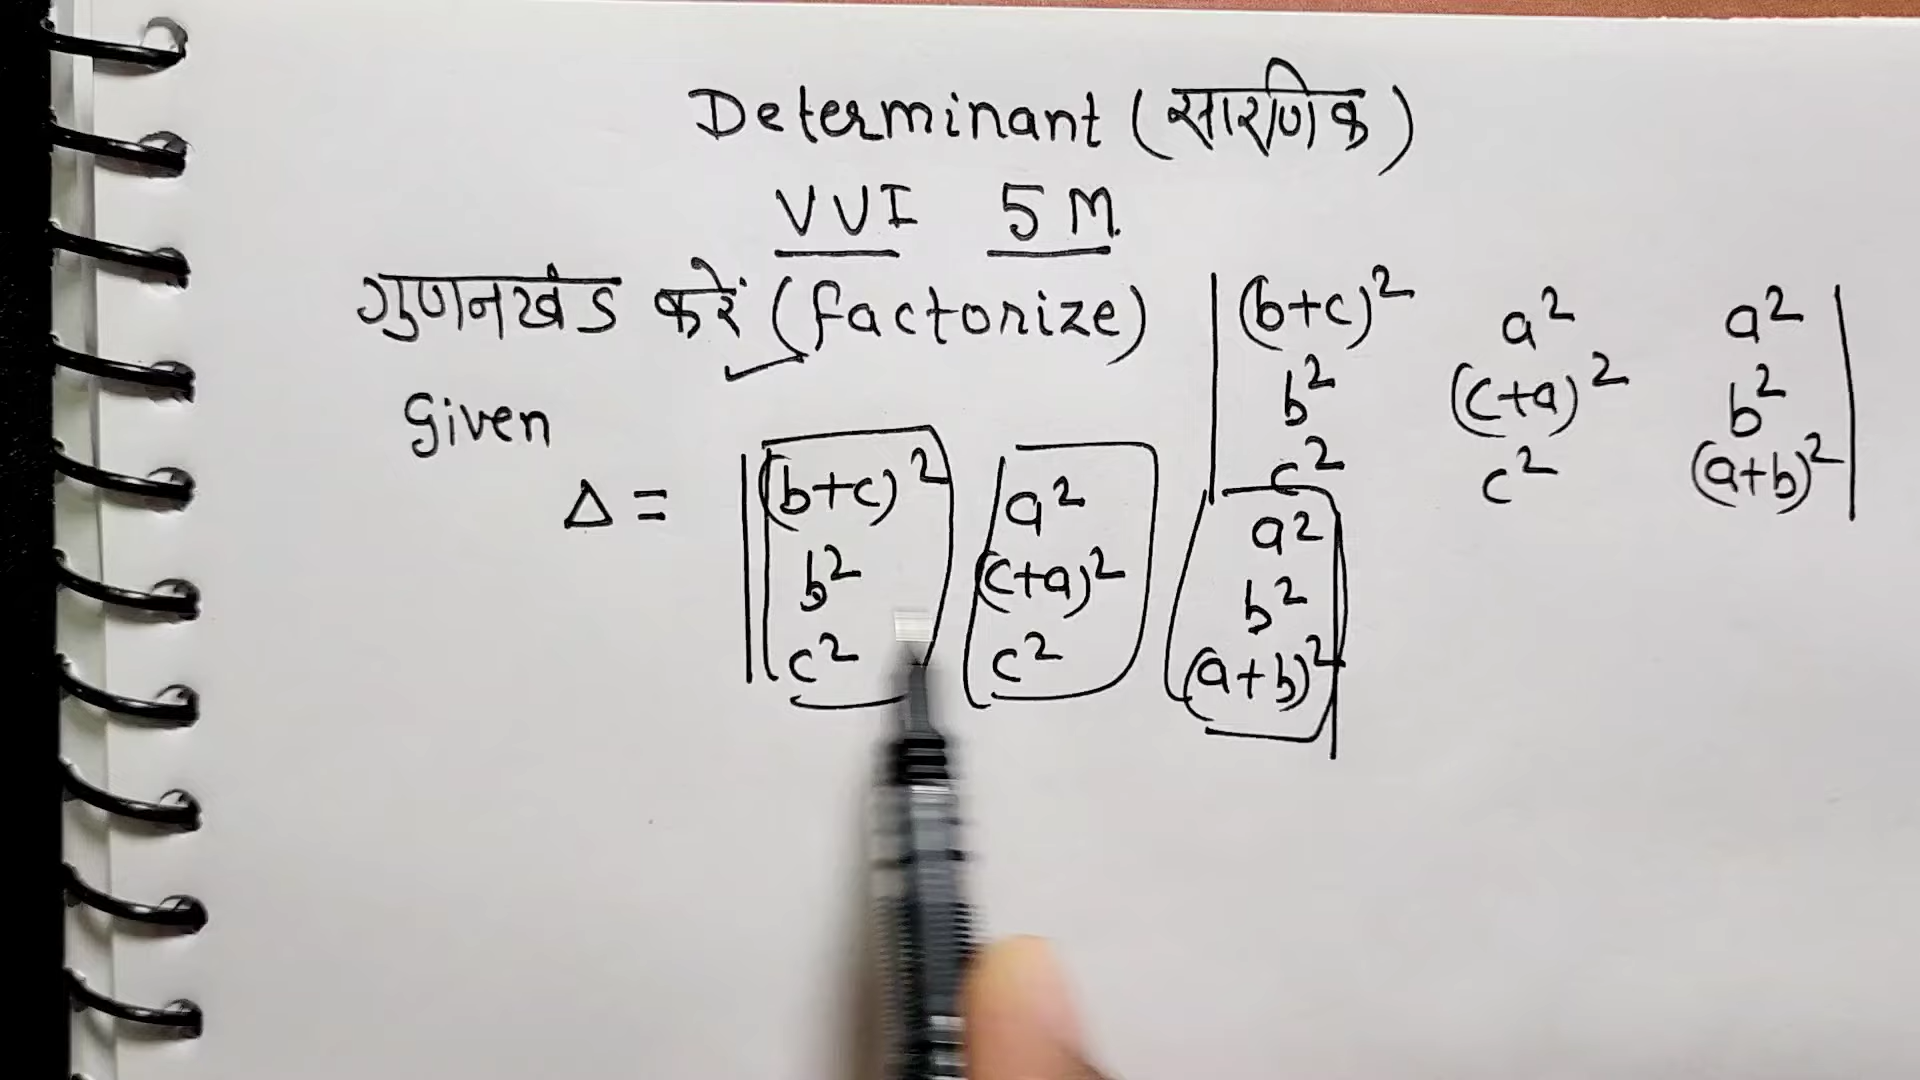 Determinant (सारणिक)
VVI 5 M.
गुणनखंड करें (factorize) | (b+c)² a² a² |
b² (c+a)² b²
c² c² (a+b)²
Given
Δ = | (b+c)² a² a² |
b² (c+a)² b²
c² c² (a+b)²